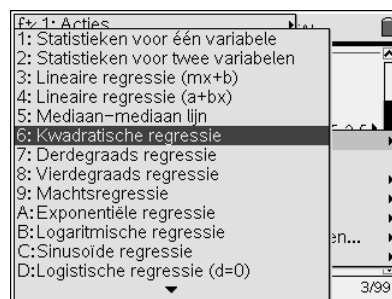 1: Acties
1: Statistieken voor één variabele
2: Statistieken voor twee variabelen
3: Lineaire regressie (mx+b)
4: Lineaire regressie (a+bx)
5: Mediaan-mediaan lijn
6: Kwadratische regressie
7: Derdegraads regressie
8: Vierdegraads regressie
9: Machtsregressie
A: Exponentiële regressie
B: Logaritmische regressie
C: Sinusoïde regressie
D: Logistische regressie (d=0)
en...
3/99